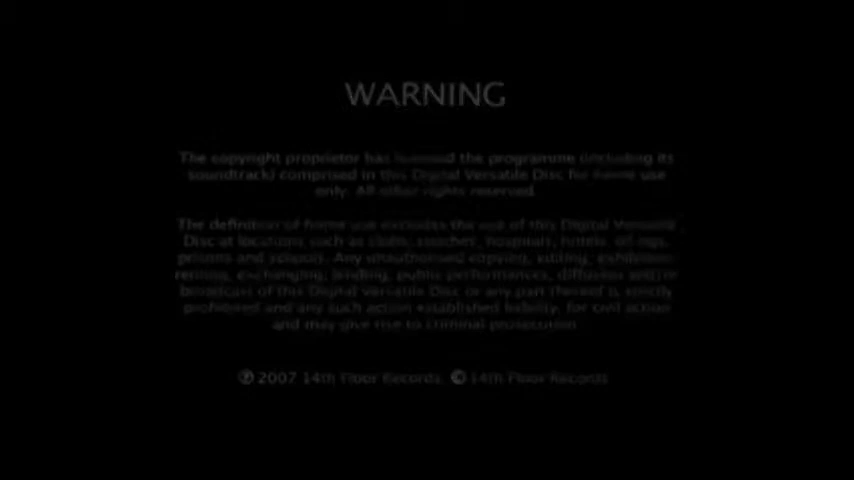 WARNING
The copyright proprietor has licensed the programme (including its
soundtrack) comprised in this Digital Versatile Disc for home use
only. All other rights reserved.
The definition of home use excludes the use of this Digital Versatile
Disc at locations such as clubs, coaches, hospitals, hotels, oil rigs,
prisons and schools. Any unauthorised copying, editing, exhibition,
renting, exchanging, lending, public performances, diffusion and/or
broadcast of this Digital Versatile Disc or any part thereof is strictly
prohibited and any such action established liability, for civil action
and may give rise to criminal prosecution
℗ 2007 14th Floor Records. © 14th Floor Records